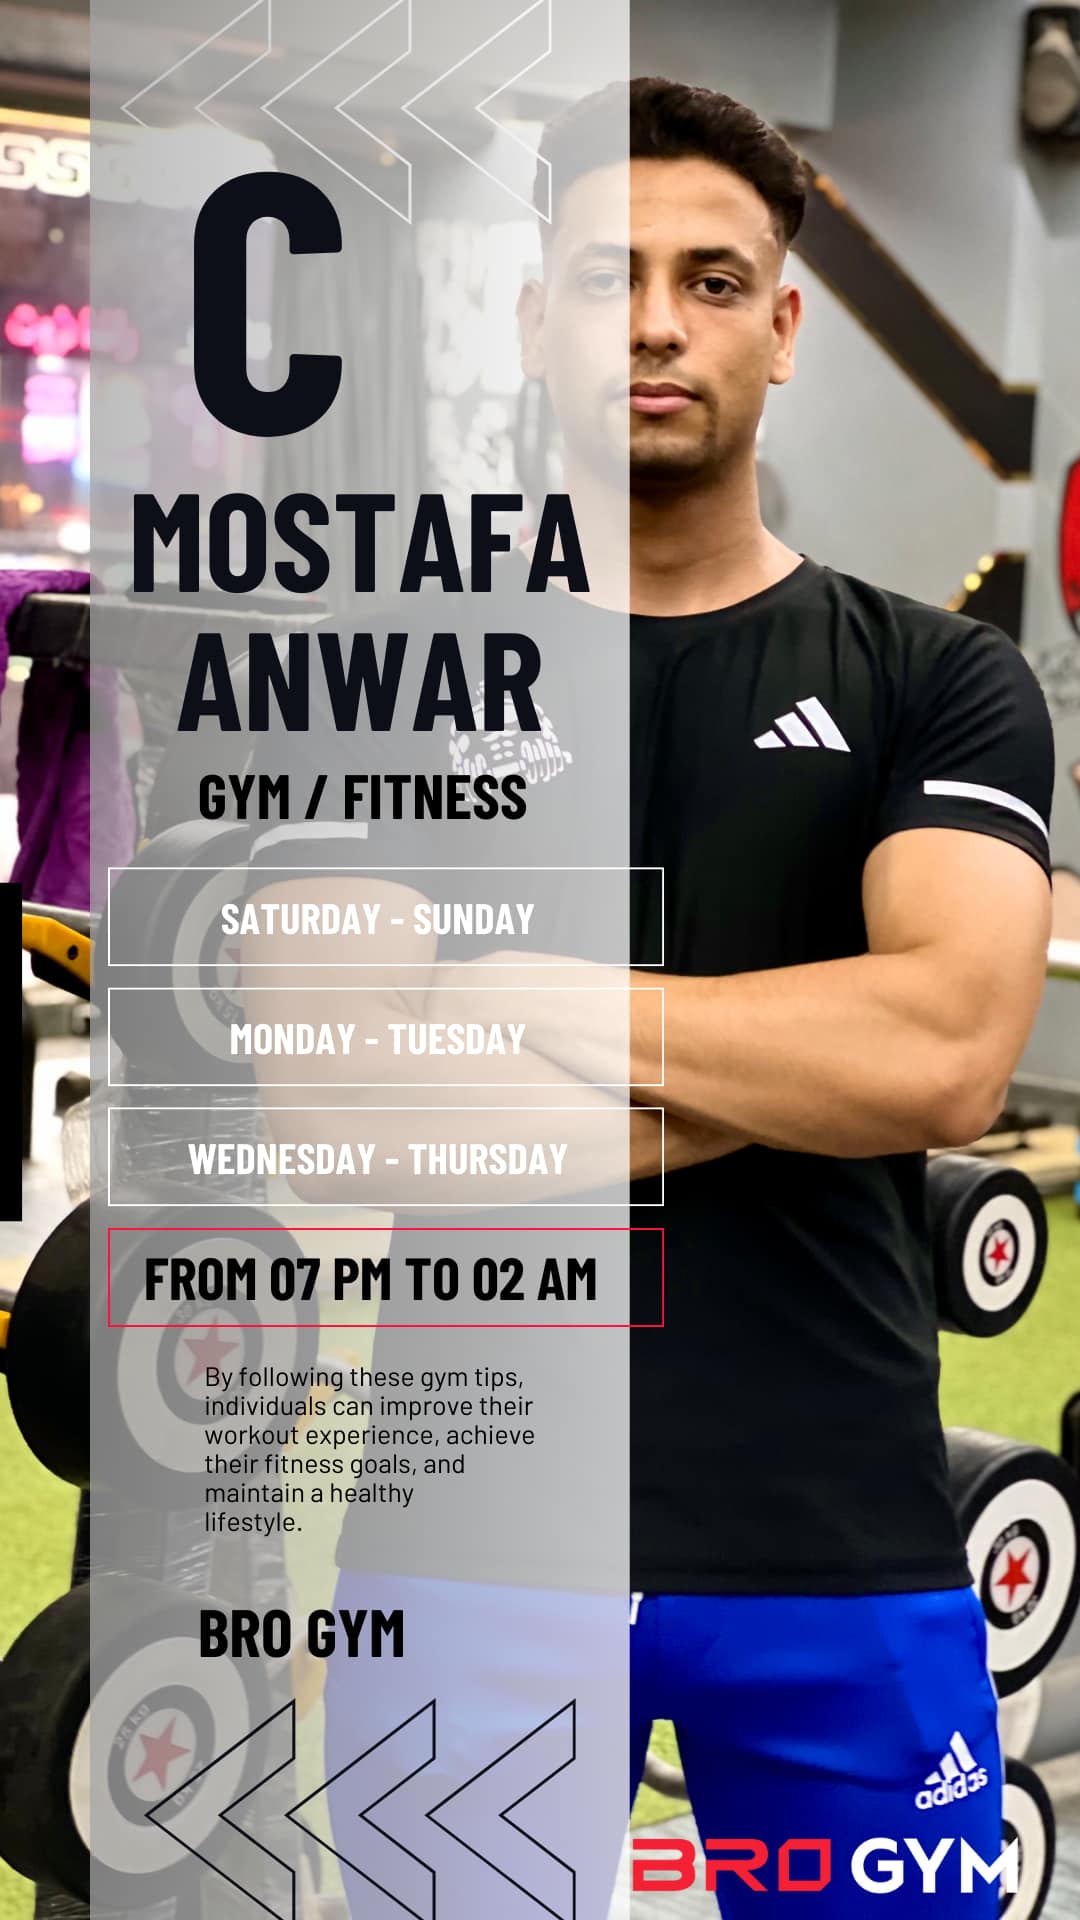 C
MOSTAFA
ANWAR
GYM / FITNESS
SATURDAY - SUNDAY
MONDAY - TUESDAY
WEDNESDAY - THURSDAY
FROM 07 PM TO 02 AM
By following these gym tips,
individuals can improve their
workout experience, achieve
their fitness goals, and
maintain a healthy
lifestyle.
BRO GYM
adidas
BRO GYM